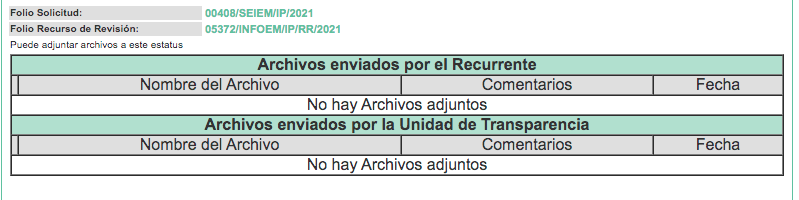 Folio Solicitud: 00408/SEIEM/IP/2021
Folio Recurso de Revisión: 05372/INFOEM/IP/RR/2021
Puede adjuntar archivos a este estatus
Archivos enviados por el Recurrente
Nombre del Archivo Comentarios Fecha
No hay Archivos adjuntos
Archivos enviados por la Unidad de Transparencia
Nombre del Archivo Comentarios Fecha
No hay Archivos adjuntos